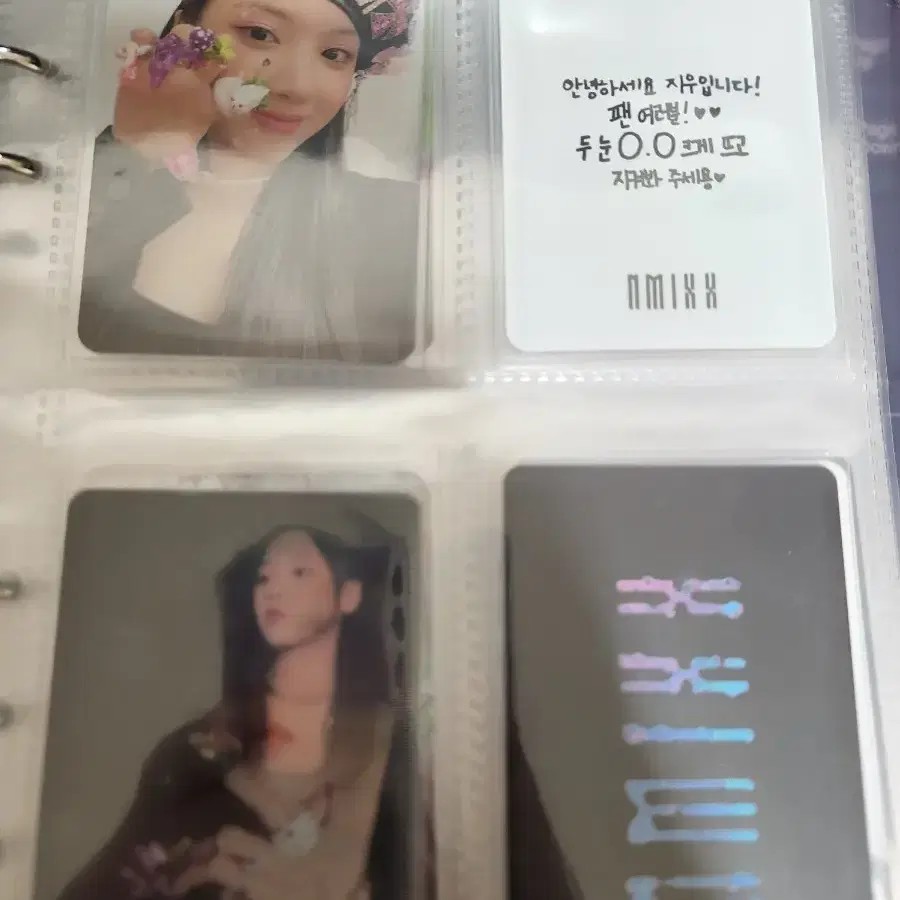 안녕하세요 지우입니다!
팬 여러분! ♥♥
두 눈 O.O 크게 뜨고
지켜봐 주세용♥
NMIXX
NMIXX